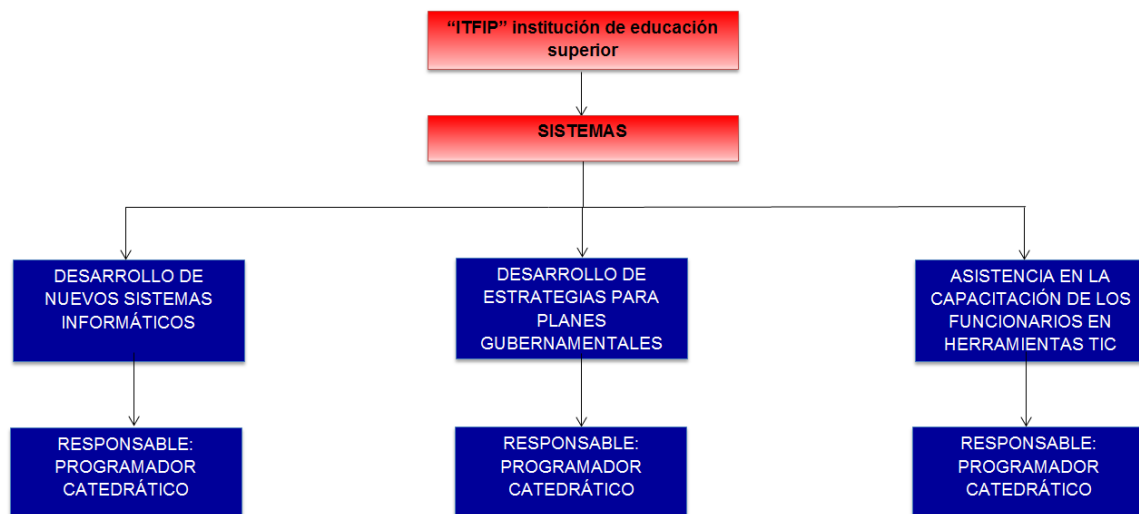 “ITFIP” institución de educación
superior
SISTEMAS
DESARROLLO DE
NUEVOS SISTEMAS
INFORMÁTICOS
DESARROLLO DE
ESTRATEGIAS PARA
PLANES
GUBERNAMENTALES
ASISTENCIA EN LA
CAPACITACIÓN DE LOS
FUNCIONARIOS EN
HERRAMIENTAS TIC
RESPONSABLE:
PROGRAMADOR
CATEDRÁTICO
RESPONSABLE:
PROGRAMADOR
CATEDRÁTICO
RESPONSABLE:
PROGRAMADOR
CATEDRÁTICO